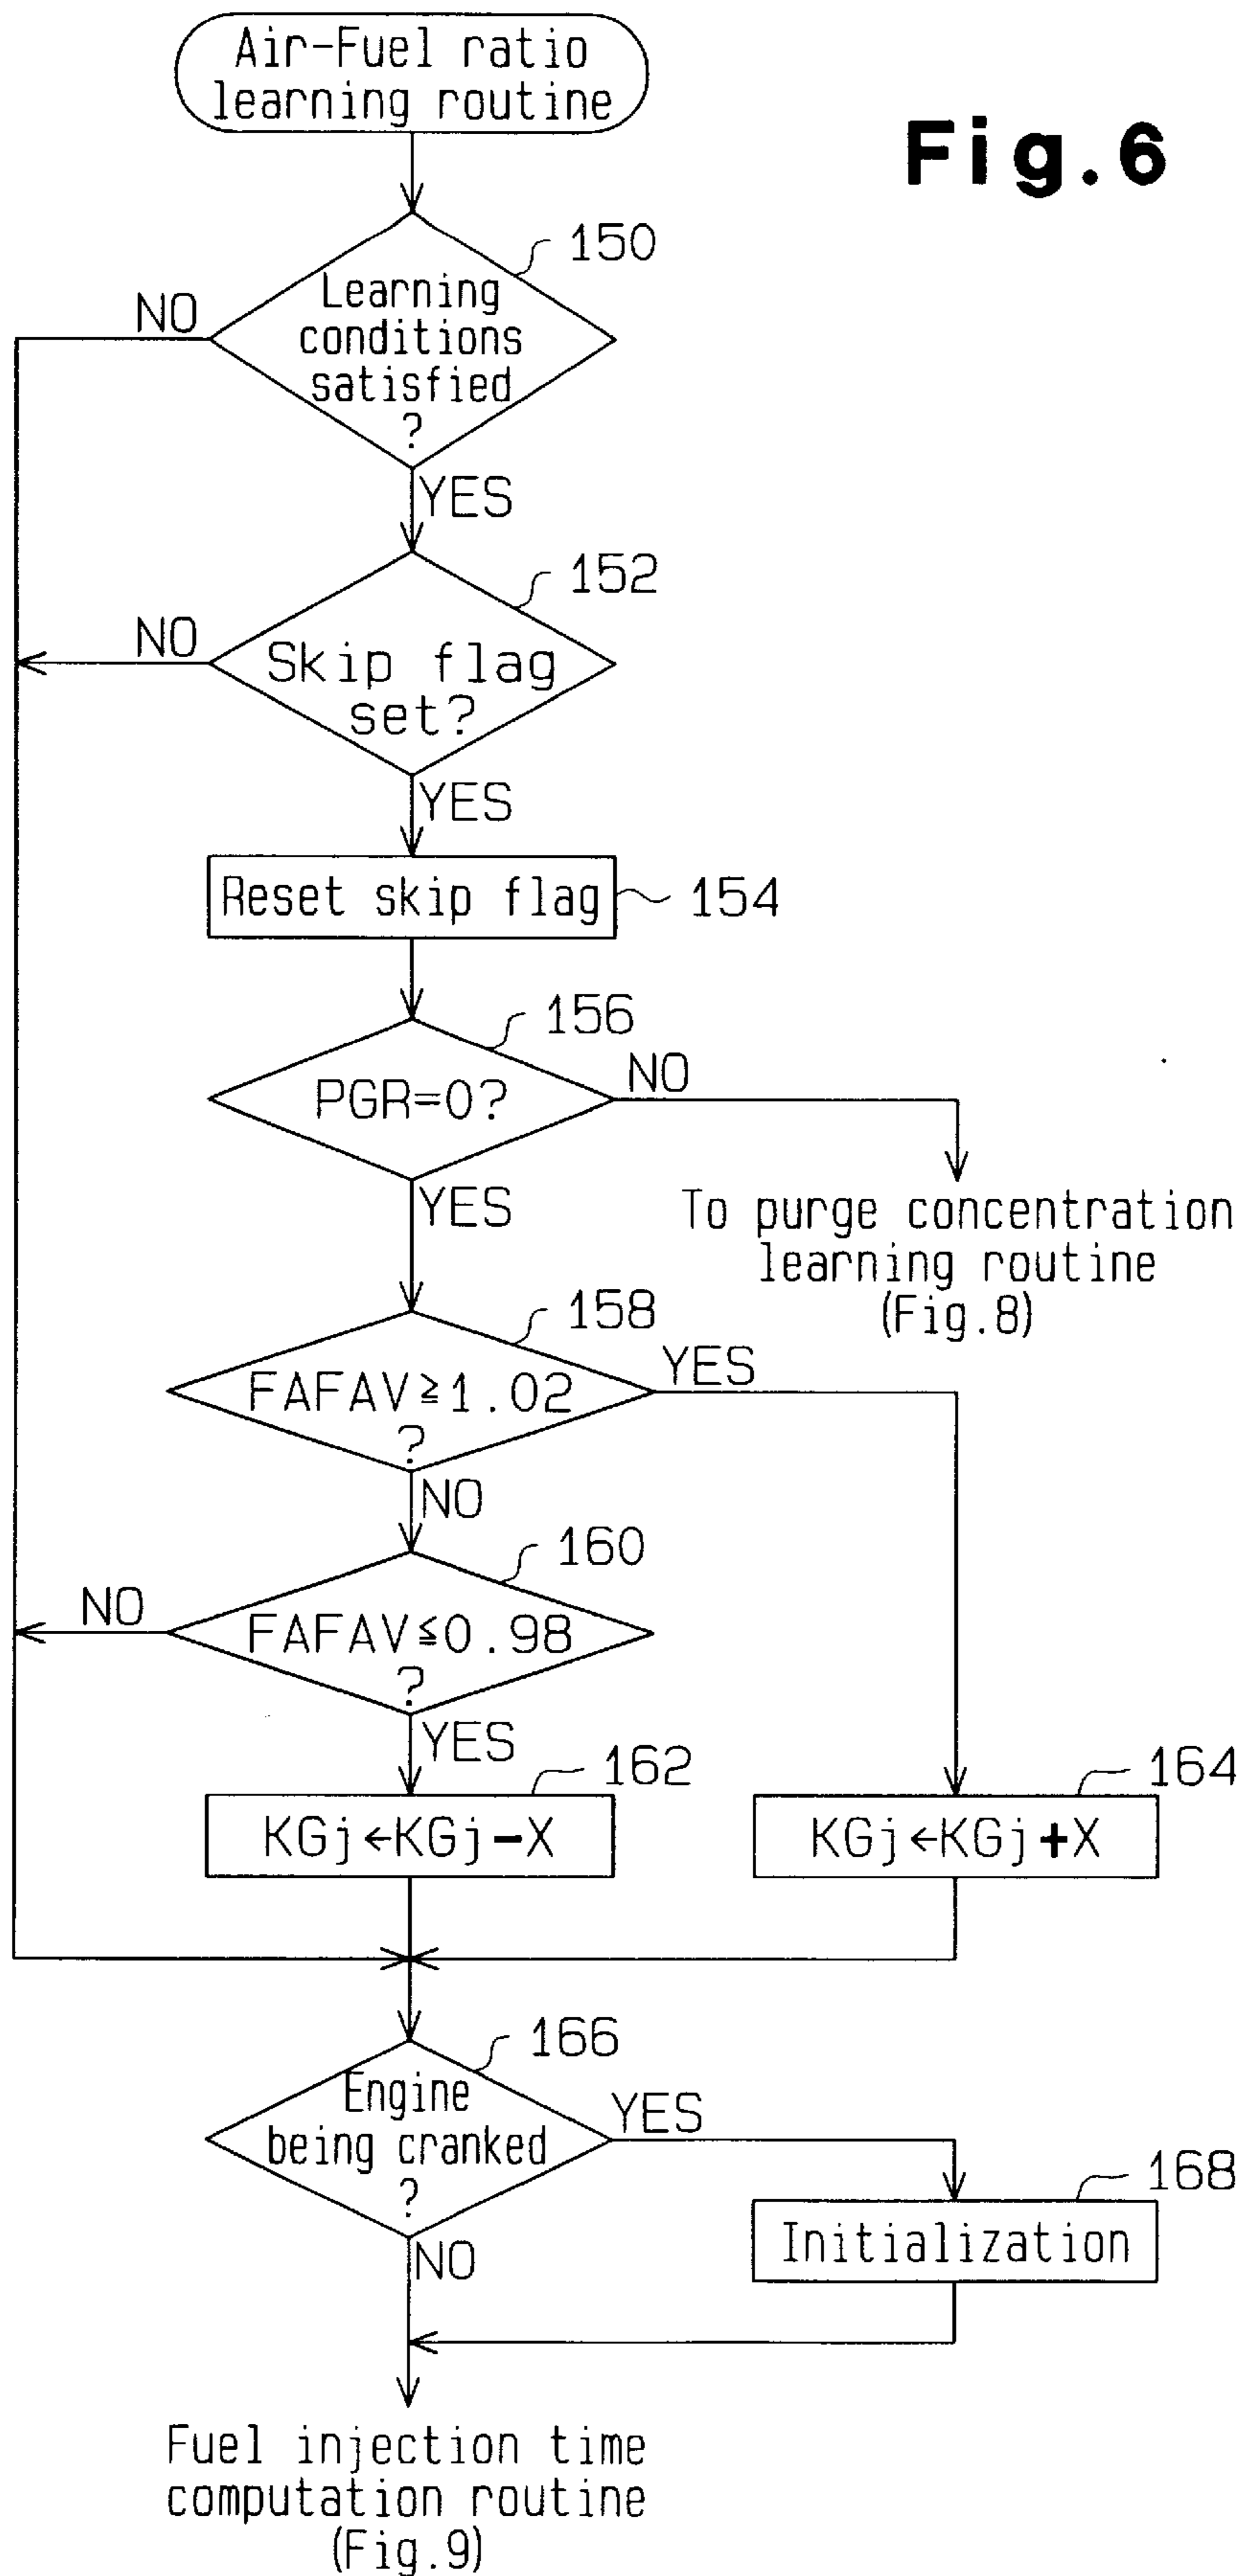 Air-Fuel ratio
learning routine
Fig.6
150
Learning
conditions
satisfied
?
NO
YES
152
Skip flag
set?
NO
YES
Reset skip flag
154
156
PGR=0?
NO
YES
To purge concentration
learning routine
(Fig.8)
158
FAFAV≧1.02
?
YES
NO
160
FAFAV≦0.98
?
NO
YES
162
KGj←KGj-X
164
KGj←KGj+X
166
Engine
being cranked
?
YES
NO
168
Initialization
Fuel injection time
computation routine
(Fig.9)